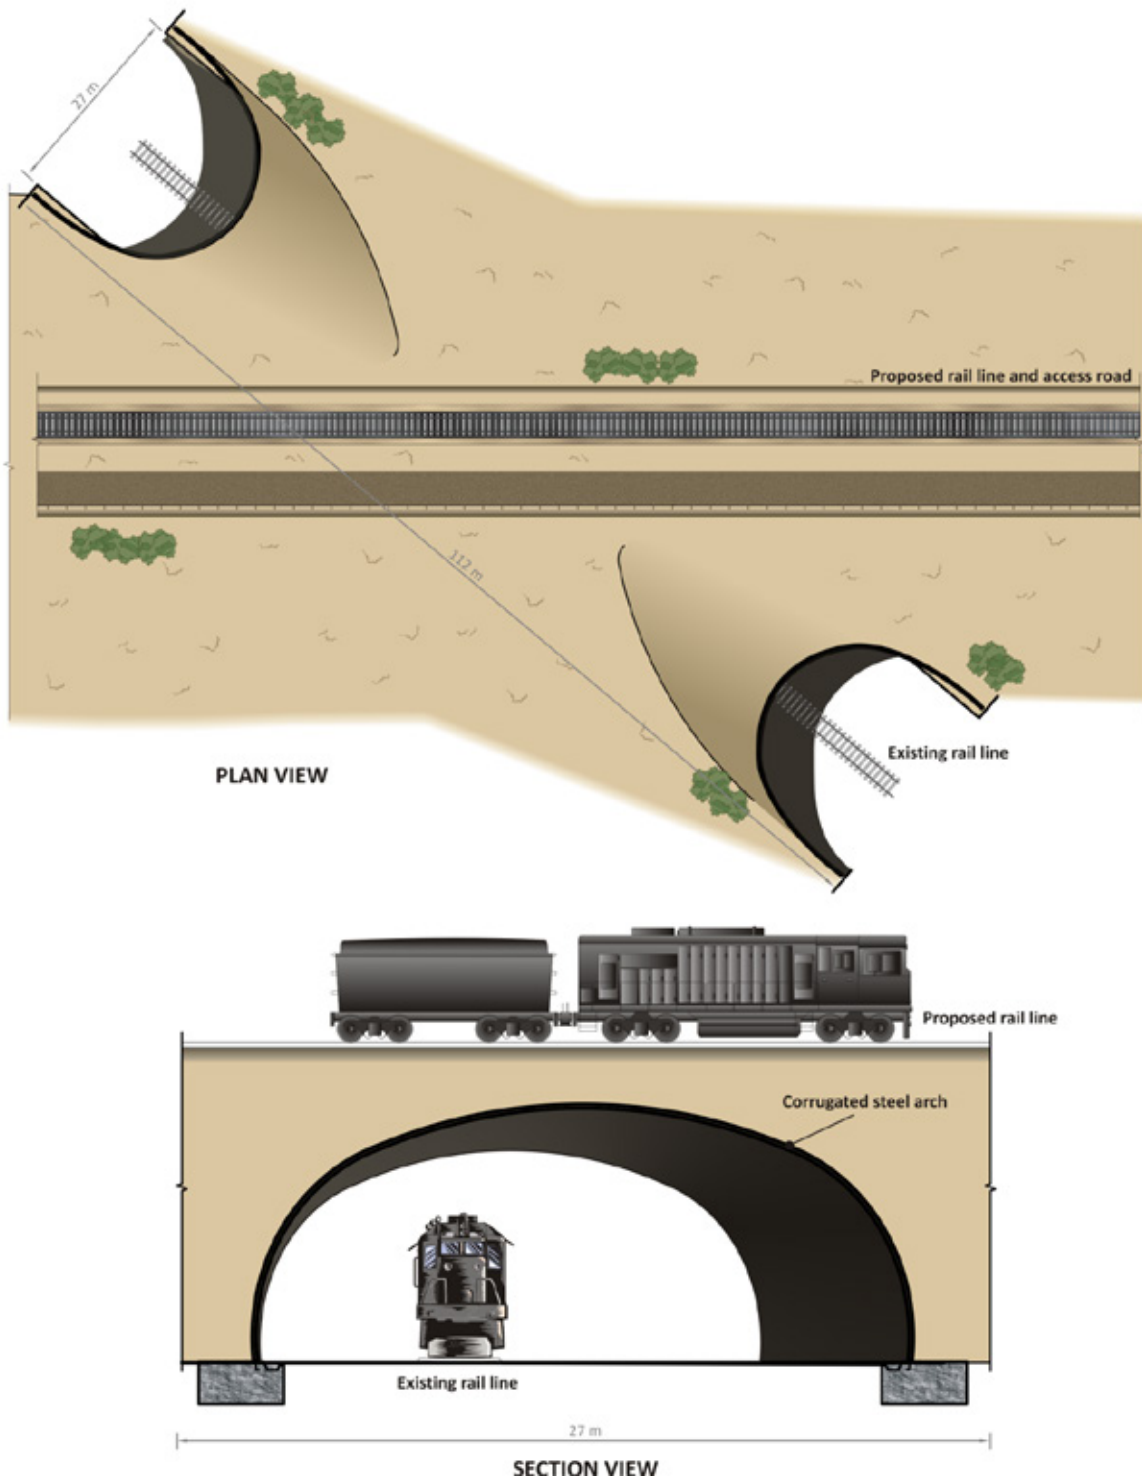 27 m
Proposed rail line and access road
112 m
Existing rail line
PLAN VIEW
Proposed rail line
Corrugated steel arch
Existing rail line
27 m
SECTION VIEW